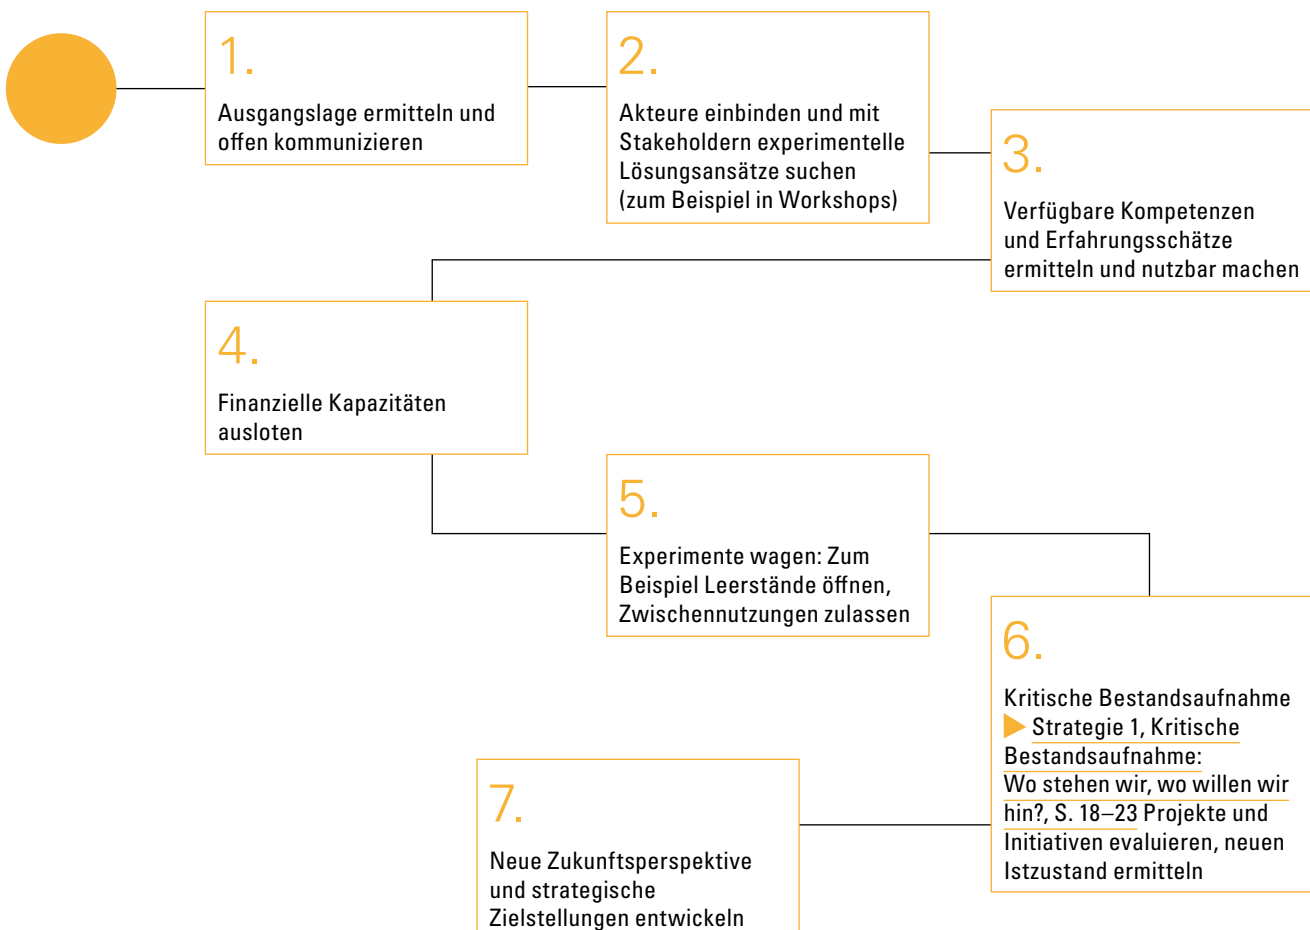 1.
Ausgangslage ermitteln und
offen kommunizieren
2.
Akteure einbinden und mit
Stakeholdern experimentelle
Lösungsansätze suchen
(zum Beispiel in Workshops)
3.
Verfügbare Kompetenzen
und Erfahrungsschätze
ermitteln und nutzbar machen
4.
Finanzielle Kapazitäten
ausloten
5.
Experimente wagen: Zum
Beispiel Leerstände öffnen,
Zwischennutzungen zulassen
6.
Kritische Bestandsaufnahme
Strategie 1, Kritische
Bestandsaufnahme:
Wo stehen wir, wo willen wir
hin?, S. 18–23 Projekte und
Initiativen evaluieren, neuen
Istzustand ermitteln
7.
Neue Zukunftsperspektive
und strategische
Zielstellungen entwickeln